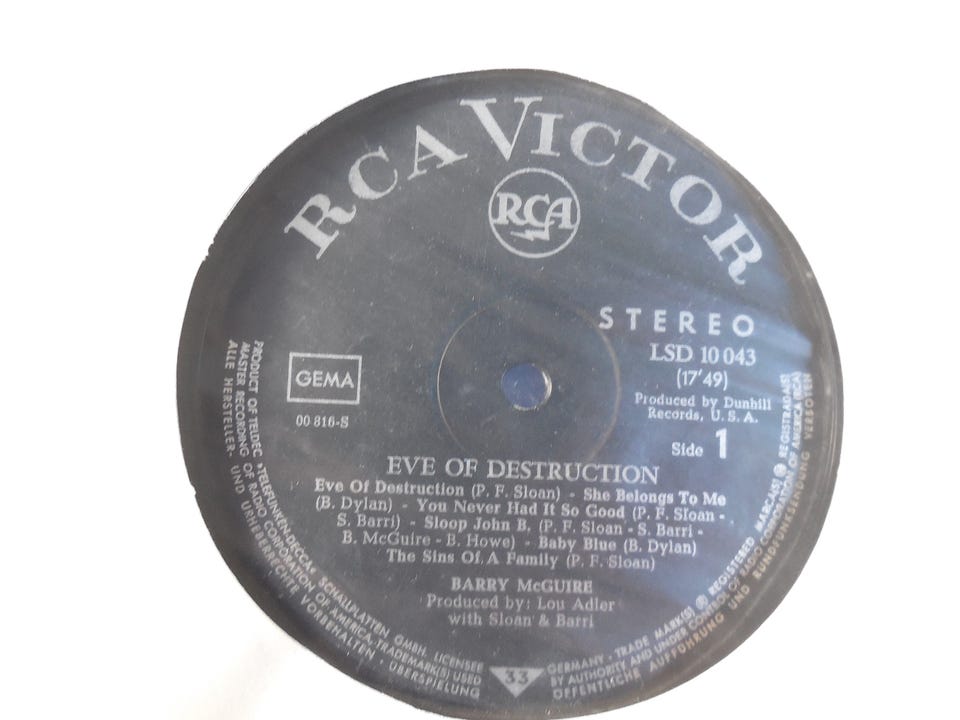 RCA VICTOR
RCA
STEREO
LSD 10 043
(17'49)
Produced by Dunhill
Records, U. S. A.
Side 1
GEMA
00 816-S
EVE OF DESTRUCTION
Eve Of Destruction (P. F. Sloan) - She Belongs To Me
(B. Dylan) - You Never Had It So Good (P. F. Sloan -
S. Barri) - Sloop John B. (P. F. Sloan - S. Barri -
B. McGuire - B. Howe) - Baby Blue (B. Dylan)
The Sins Of A Family (P. F. Sloan)
BARRY McGUIRE
Produced by: Lou Adler
with Sloan & Barri
33
PRODUCT OF TELDEC »TELEFUNKEN-DECCA« SCHALLPLATTEN GMBH. LICENSEE
MASTER RECORDING OF RADIO CORPORATION OF AMERICA, TRADEMARK(S) USED
ALLE HERSTELLER- UND URHEBERRECHTE VORBEHALTEN · ÜBERSPIELUNG
GERMANY · TRADE MARK(S) ® REGISTERED MARCA(S) ® REGISTRADA(S)
BY AUTHORITY AND UNDER CONTROL OF RADIO CORPORATION OF AMERICA (RCA)
ÖFFENTLICHE AUFFÜHRUNG UND RUNDFUNKSENDUNG VERBOTEN